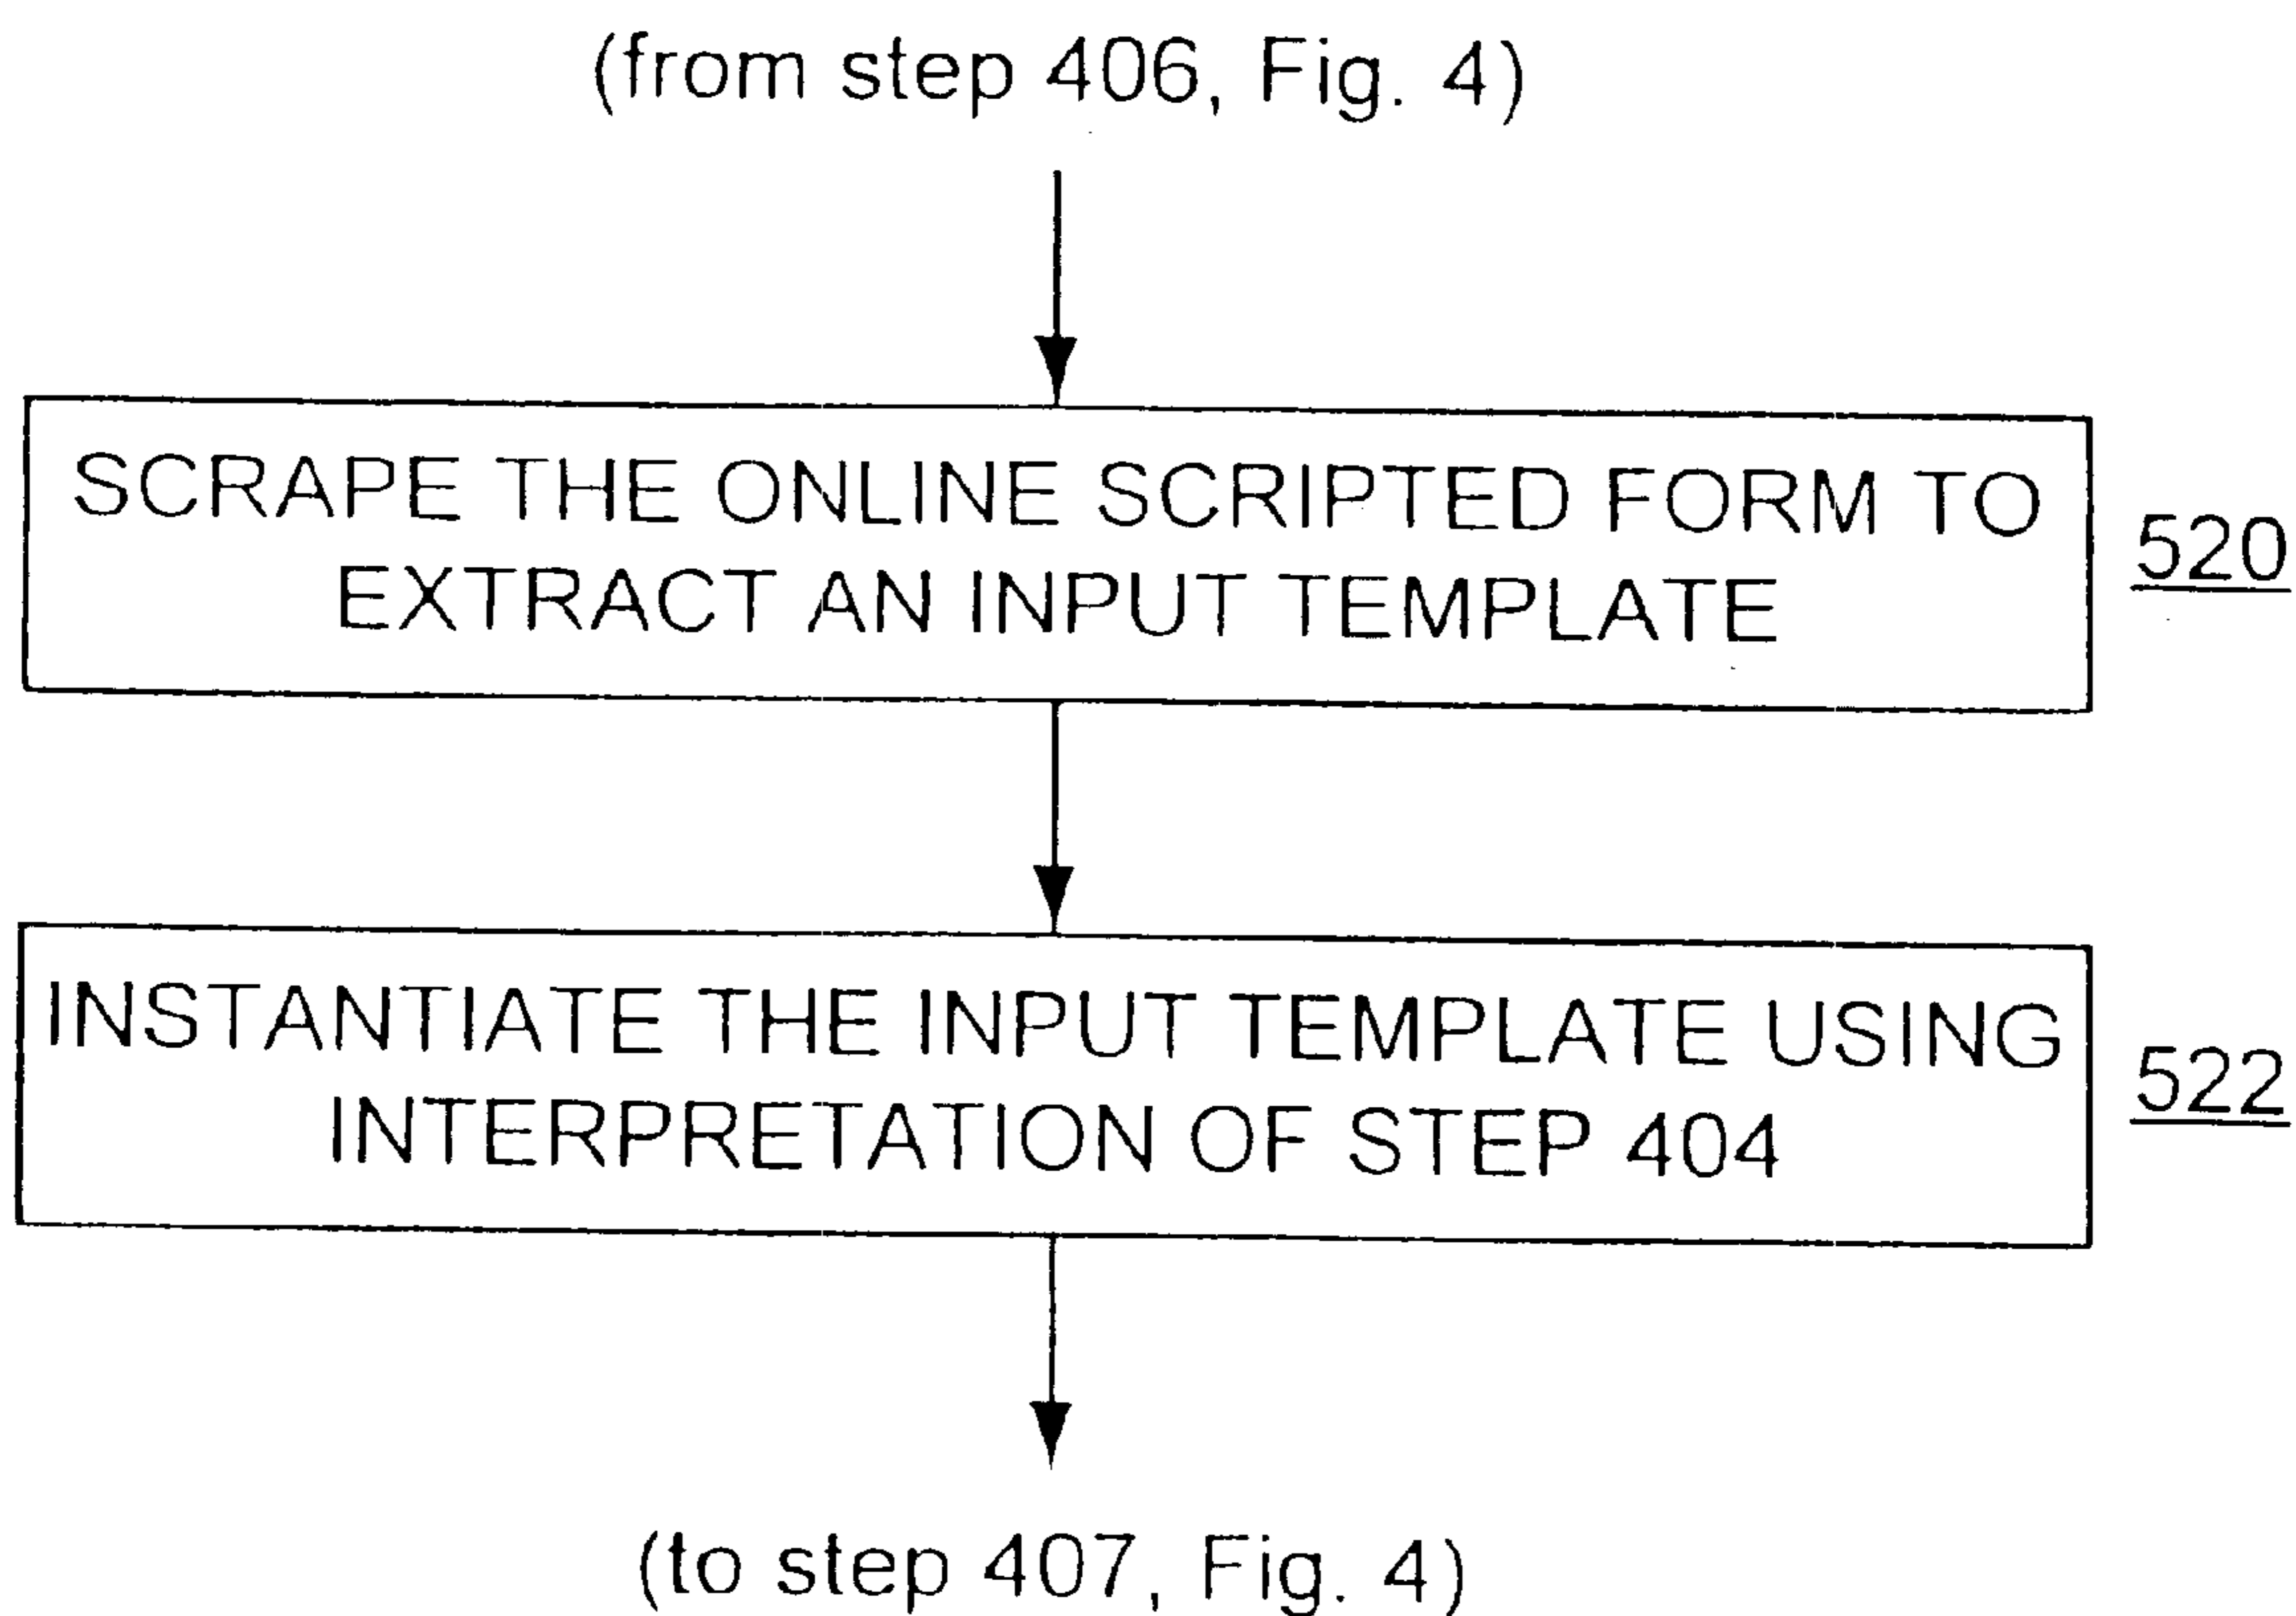 (from step 406, Fig. 4)
SCRAPE THE ONLINE SCRIPTED FORM TO
EXTRACT AN INPUT TEMPLATE
520
INSTANTIATE THE INPUT TEMPLATE USING
INTERPRETATION OF STEP 404
522
(to step 407, Fig. 4)